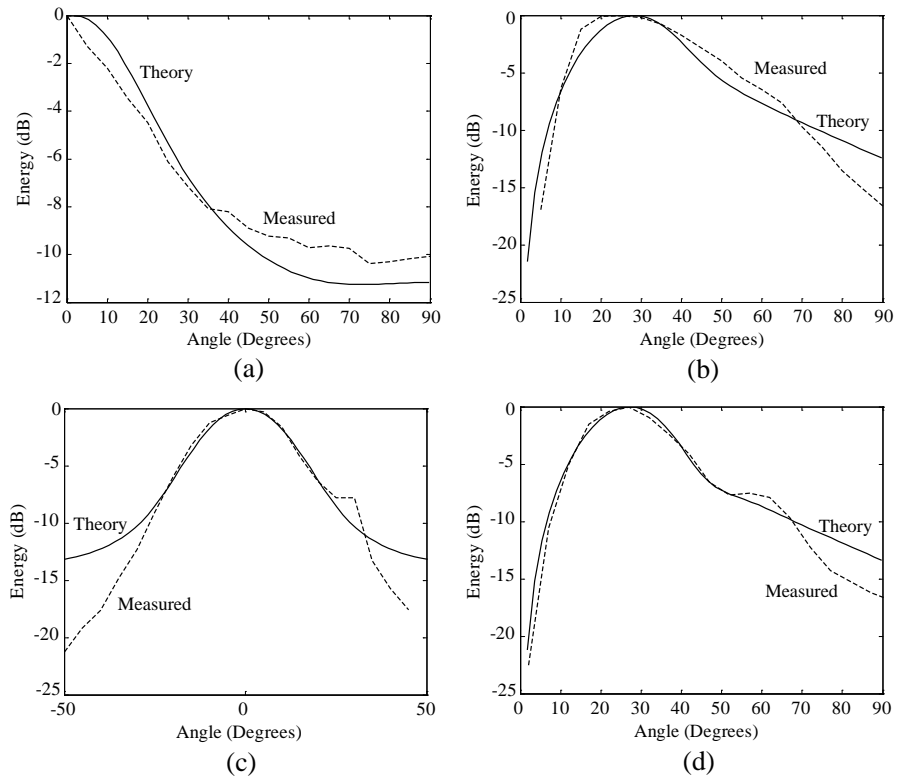 0
-2
-4
-6
-8
-10
-12
Energy (dB)
Theory
Measured
0 10 20 30 40 50 60 70 80 90
Angle (Degrees)
(a)
0
-5
-10
-15
-20
-25
Energy (dB)
Measured
Theory
0 10 20 30 40 50 60 70 80 90
Angle (Degrees)
(b)
0
-5
-10
-15
-20
-25
Energy (dB)
Theory
Measured
-50 0 50
Angle (Degrees)
(c)
0
-5
-10
-15
-20
-25
Energy (dB)
Theory
Measured
0 10 20 30 40 50 60 70 80 90
Angle (Degrees)
(d)